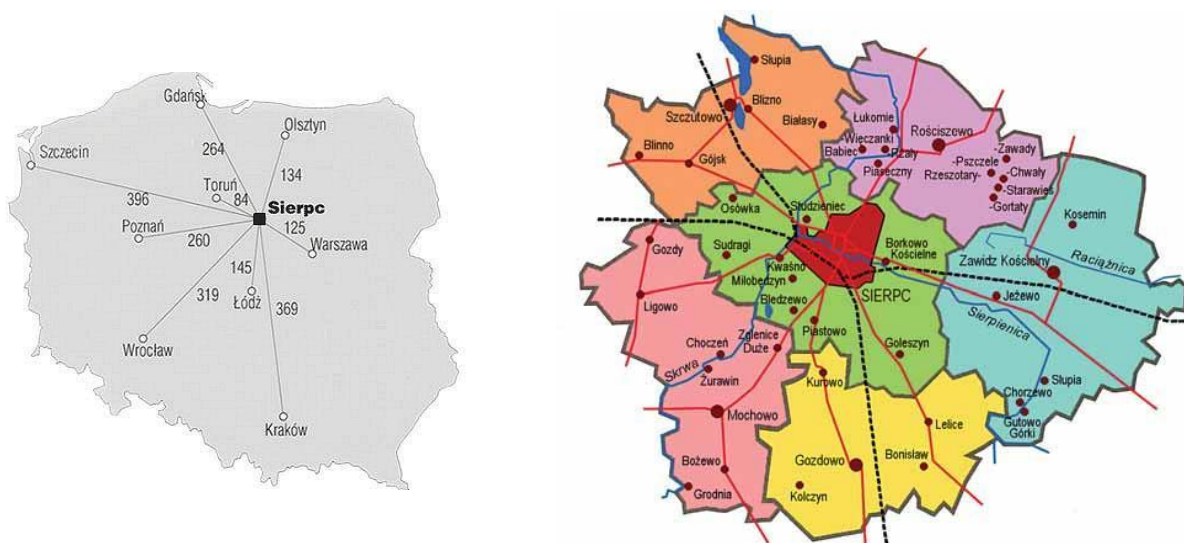 Gdańsk
Olsztyn
264
134
Szczecin
Toruń
84
396
Sierpc
125
Poznań
260
Warszawa
145
319
Łódź
369
Wrocław
Kraków
Słupia
Szczutowo
Blizno
Białasy
Blinno
Gójsk
Łukomie
-Wieczanki
Babiec
-Rzały
Piaseczny
Rościszewo
-Zawady
-Pszczele
Rzeszotary-
-Chwały
-Starawieś
-Gortaty
Osówka
Studzieniec
Kosemin
Gozdy
Sudragi
Kwaśno
Borkowo
Kościelne
Zawidz Kościelny
Raciążnica
Miłobędzyn
Ligowo
Bledzewo
SIERPC
Jeżewo
Sierpienica
Piastowo
Zglenice
Duże
Choczeń
Goleszyn
Skrwa
Żurawin
Kurowo
Słupia
Chorzewo
Gutowo
Górki
Mochowo
Lelice
Bożewo
Gozdowo
Bonisław
Grodnia
Kolczyn